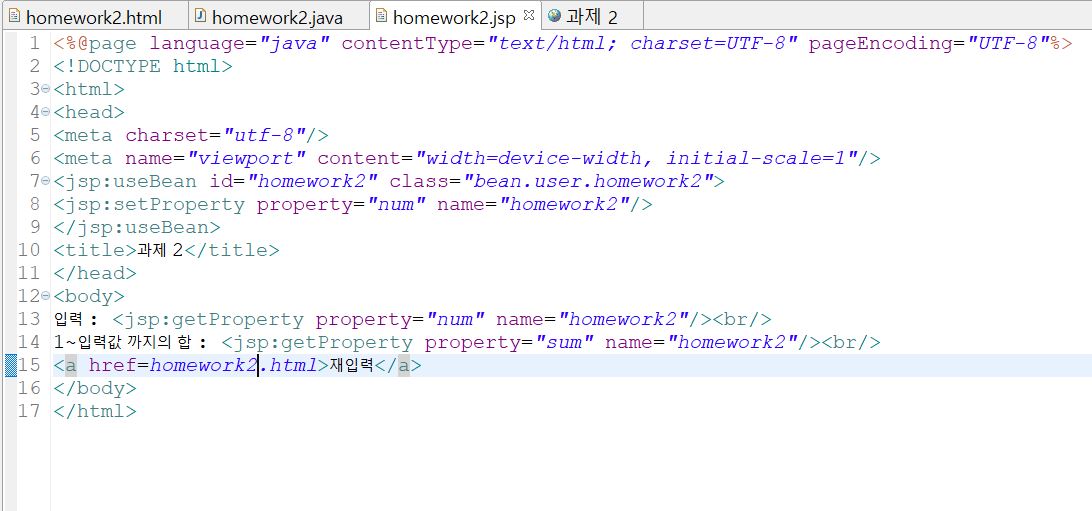 homework2.html homework2.java homework2.jsp 과제 2
1 <%@page language="java" contentType="text/html; charset=UTF-8" pageEncoding="UTF-8"%>
2 <!DOCTYPE html>
3 <html>
4 <head>
5 <meta charset="utf-8"/>
6 <meta name="viewport" content="width=device-width, initial-scale=1"/>
7 <jsp:useBean id="homework2" class="bean.user.homework2">
8 <jsp:setProperty property="num" name="homework2"/>
9 </jsp:useBean>
10 <title>과제 2</title>
11 </head>
12 <body>
13 입력 : <jsp:getProperty property="num" name="homework2"/><br/>
14 1~입력값 까지의 합 : <jsp:getProperty property="sum" name="homework2"/><br/>
15 <a href=homework2.html>재입력</a>
16 </body>
17 </html>